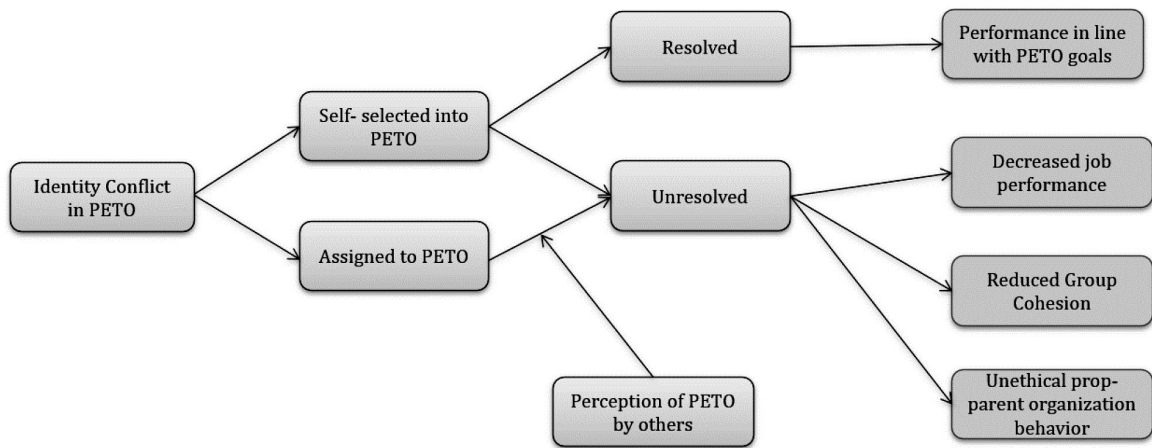 Resolved
Performance in line
with PETO goals
Self- selected into
PETO
Identity Conflict
in PETO
Unresolved
Decreased job
performance
Assigned to PETO
Reduced Group
Cohesion
Perception of PETO
by others
Unethical prop-
parent organization
behavior